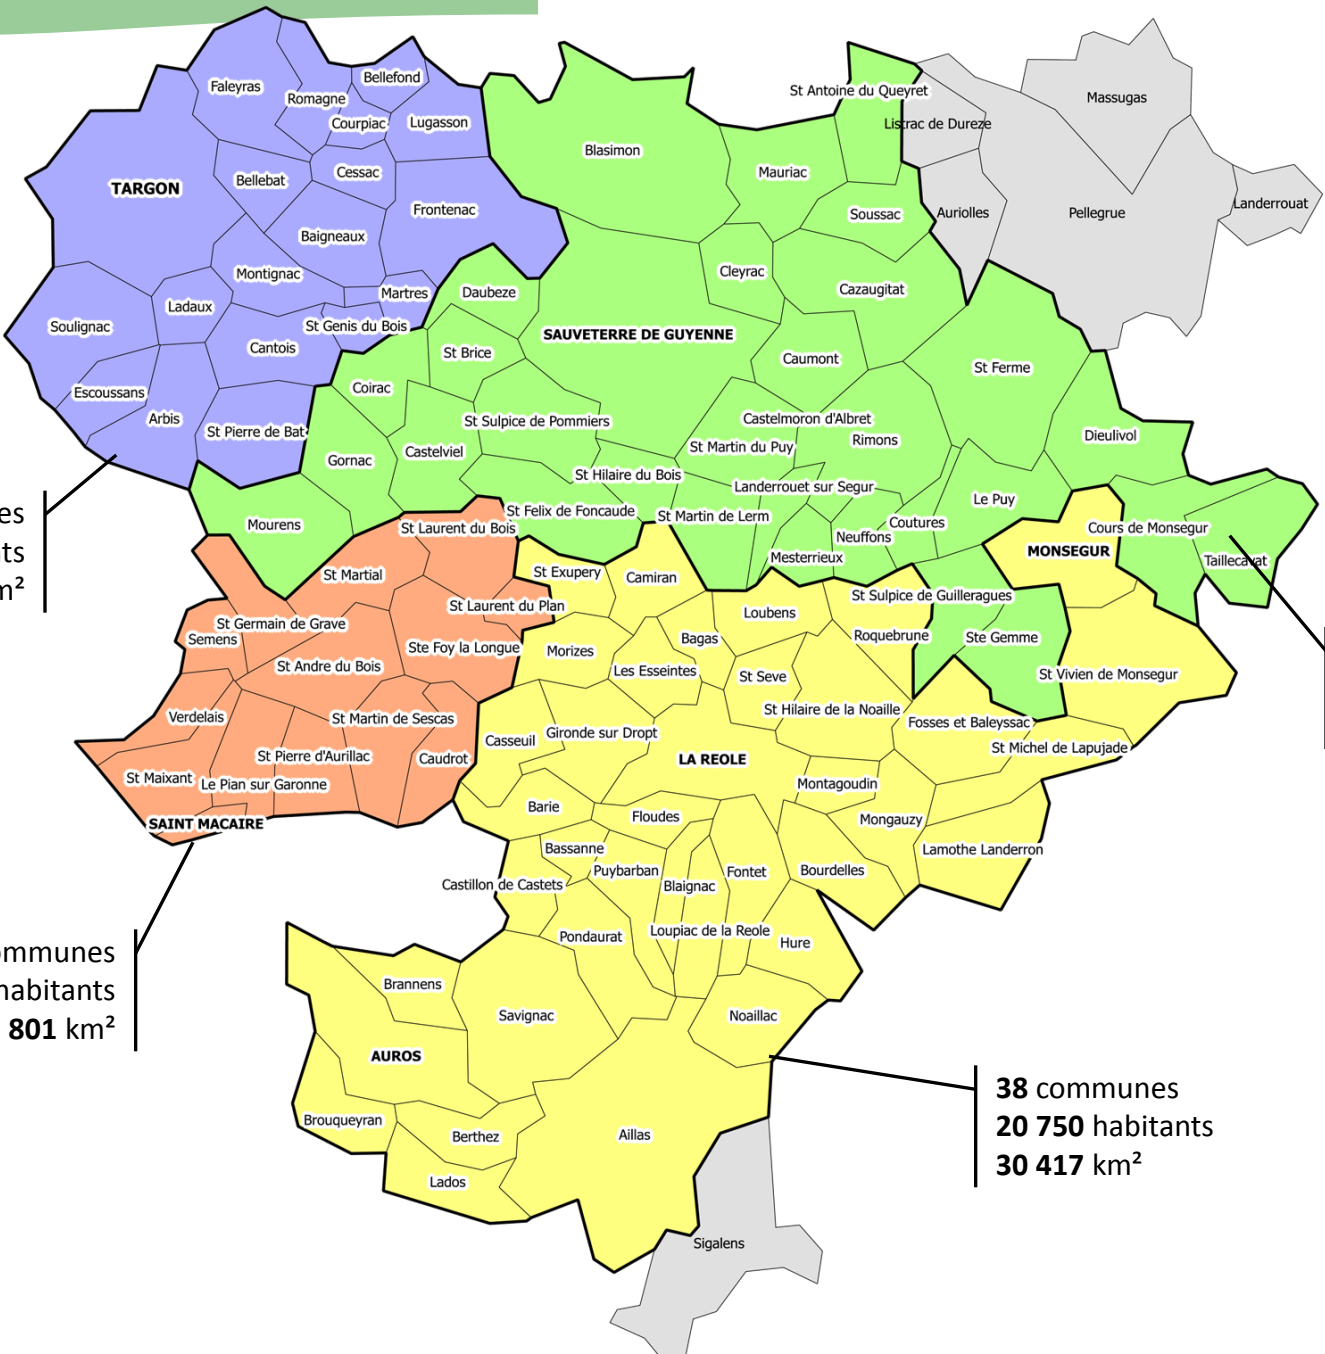 Faleyras
Bellefond
Romagne
Courpiac
Lugasson
TARGON
Bellebat
Cessac
Frontenac
Baigneaux
Montignac
Martres
Ladaux
Soulignac
St Genis du Bois
Cantois
Escoussans
Arbis
St Pierre de Bat
Blasimon
St Antoine du Queyret
Mauriac
Soussac
Cleyrac
Cazaugitat
Daubeze
SAUVETERRE DE GUYENNE
St Brice
Caumont
St Ferme
Coirac
St Sulpice de Pommiers
Castelmoron d'Albret
Rimons
Dieulivol
St Martin du Puy
Castelviel
Gornac
St Hilaire du Bois
Landerrouet sur Segur
Le Puy
Mourens
St Felix de Foncaude
St Martin de Lerm
Coutures
Neuffons
Mesterrieux
Cours de Monsegur
Taillecavat
St Sulpice de Guilleragues
Ste Gemme
Massugas
Listrac de Dureze
Auriolles
Pellegrue
Landerrouat
St Laurent du Bois
St Martial
St Laurent du Plan
St Germain de Grave
Semens
Ste Foy la Longue
St Andre du Bois
Verdelais
St Martin de Sescas
St Pierre d'Aurillac
Caudrot
St Maixant
Le Pian sur Garonne
SAINT MACAIRE
MONSEGUR
St Exupery
Camiran
Loubens
Roquebrune
Bagas
Morizes
Les Esseintes
St Seve
St Vivien de Monsegur
St Hilaire de la Noaille
Fosses et Baleyssac
St Michel de Lapujade
Casseuil
Gironde sur Dropt
LA REOLE
Montagoudin
Barie
Floudes
Mongauzy
Lamothe Landerron
Bassanne
Puybarban
Fontet
Bourdelles
Castillon de Castets
Blaignac
Loupiac de la Reole
Pondaurat
Hure
Brannens
Savignac
Noaillac
AUROS
Brouqueyran
Berthez
Aillas
Lados
Sigalens
es
ts
m²
ommunes
habitants
801 km²
38 communes
20 750 habitants
30 417 km²